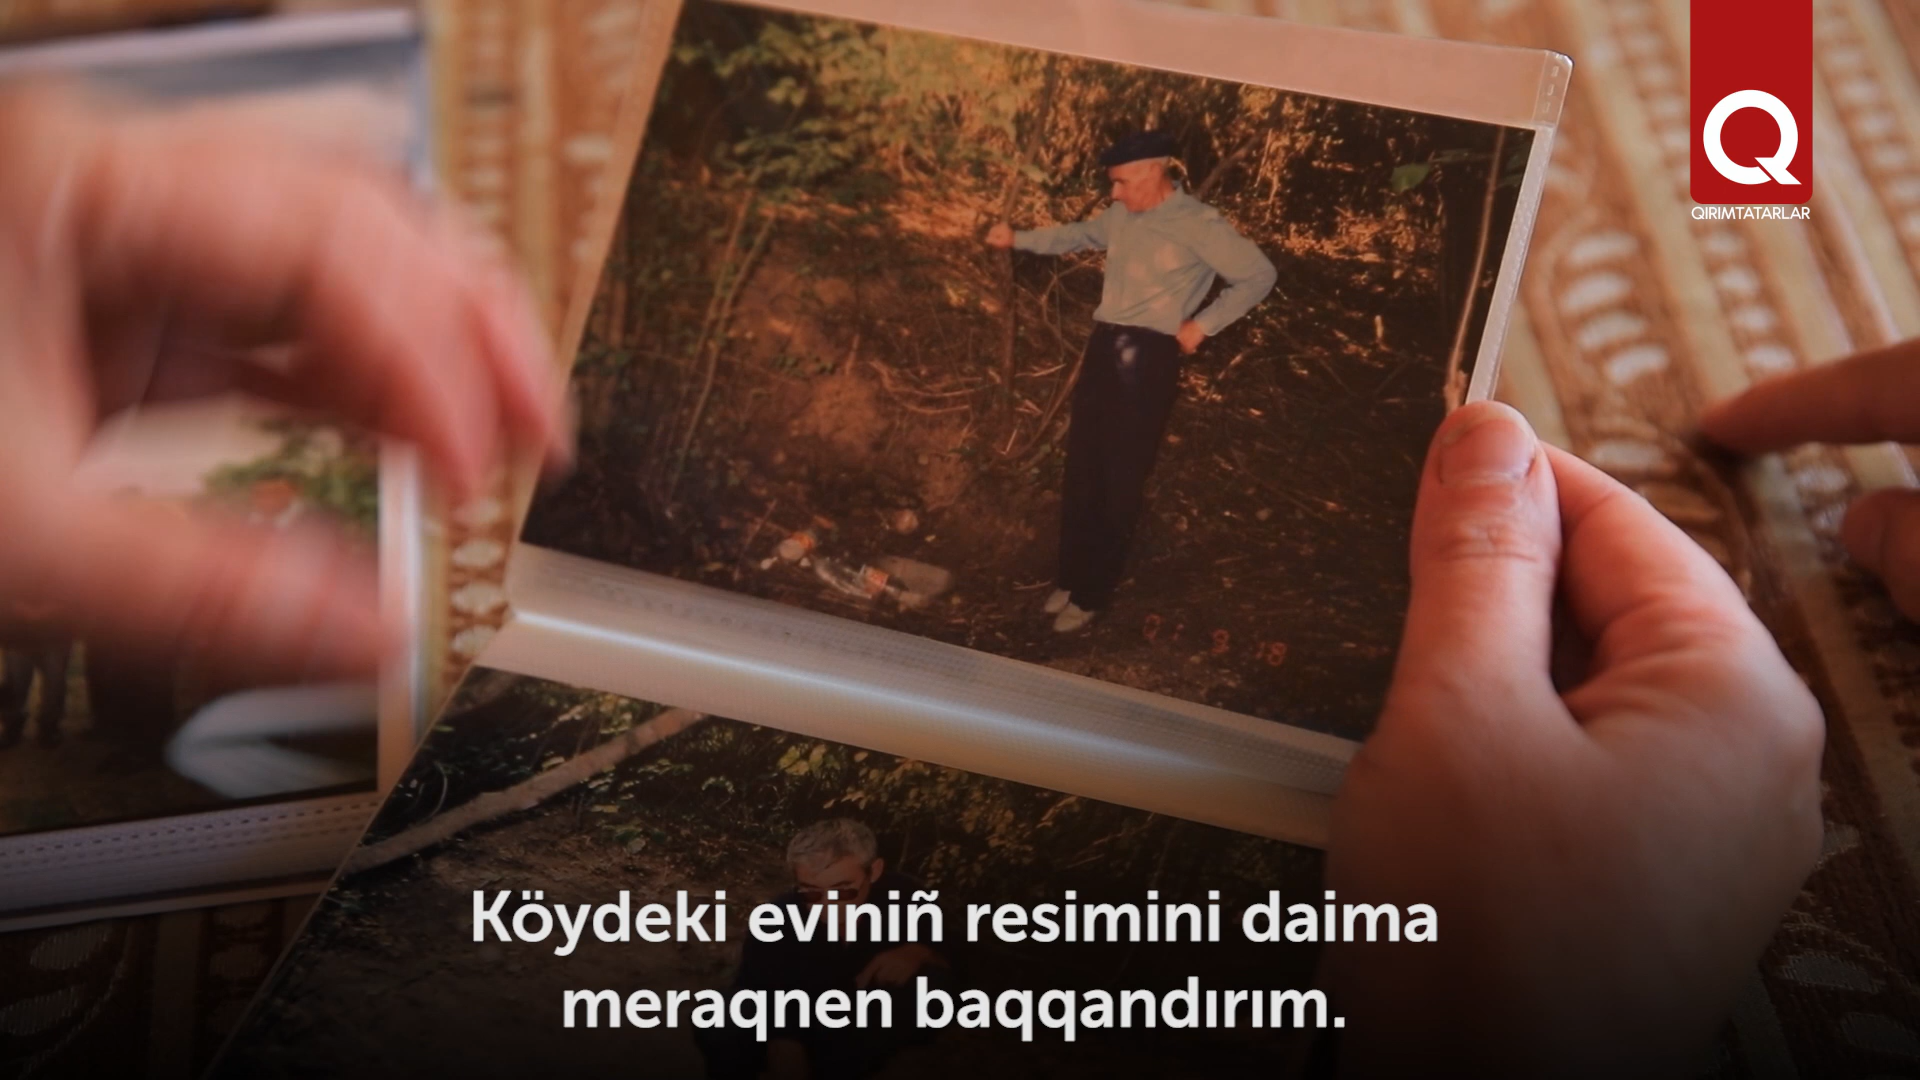 QIRIMTATARLAR
Köydeki eviniñ resimini daima
meraqnen baqqandırım.